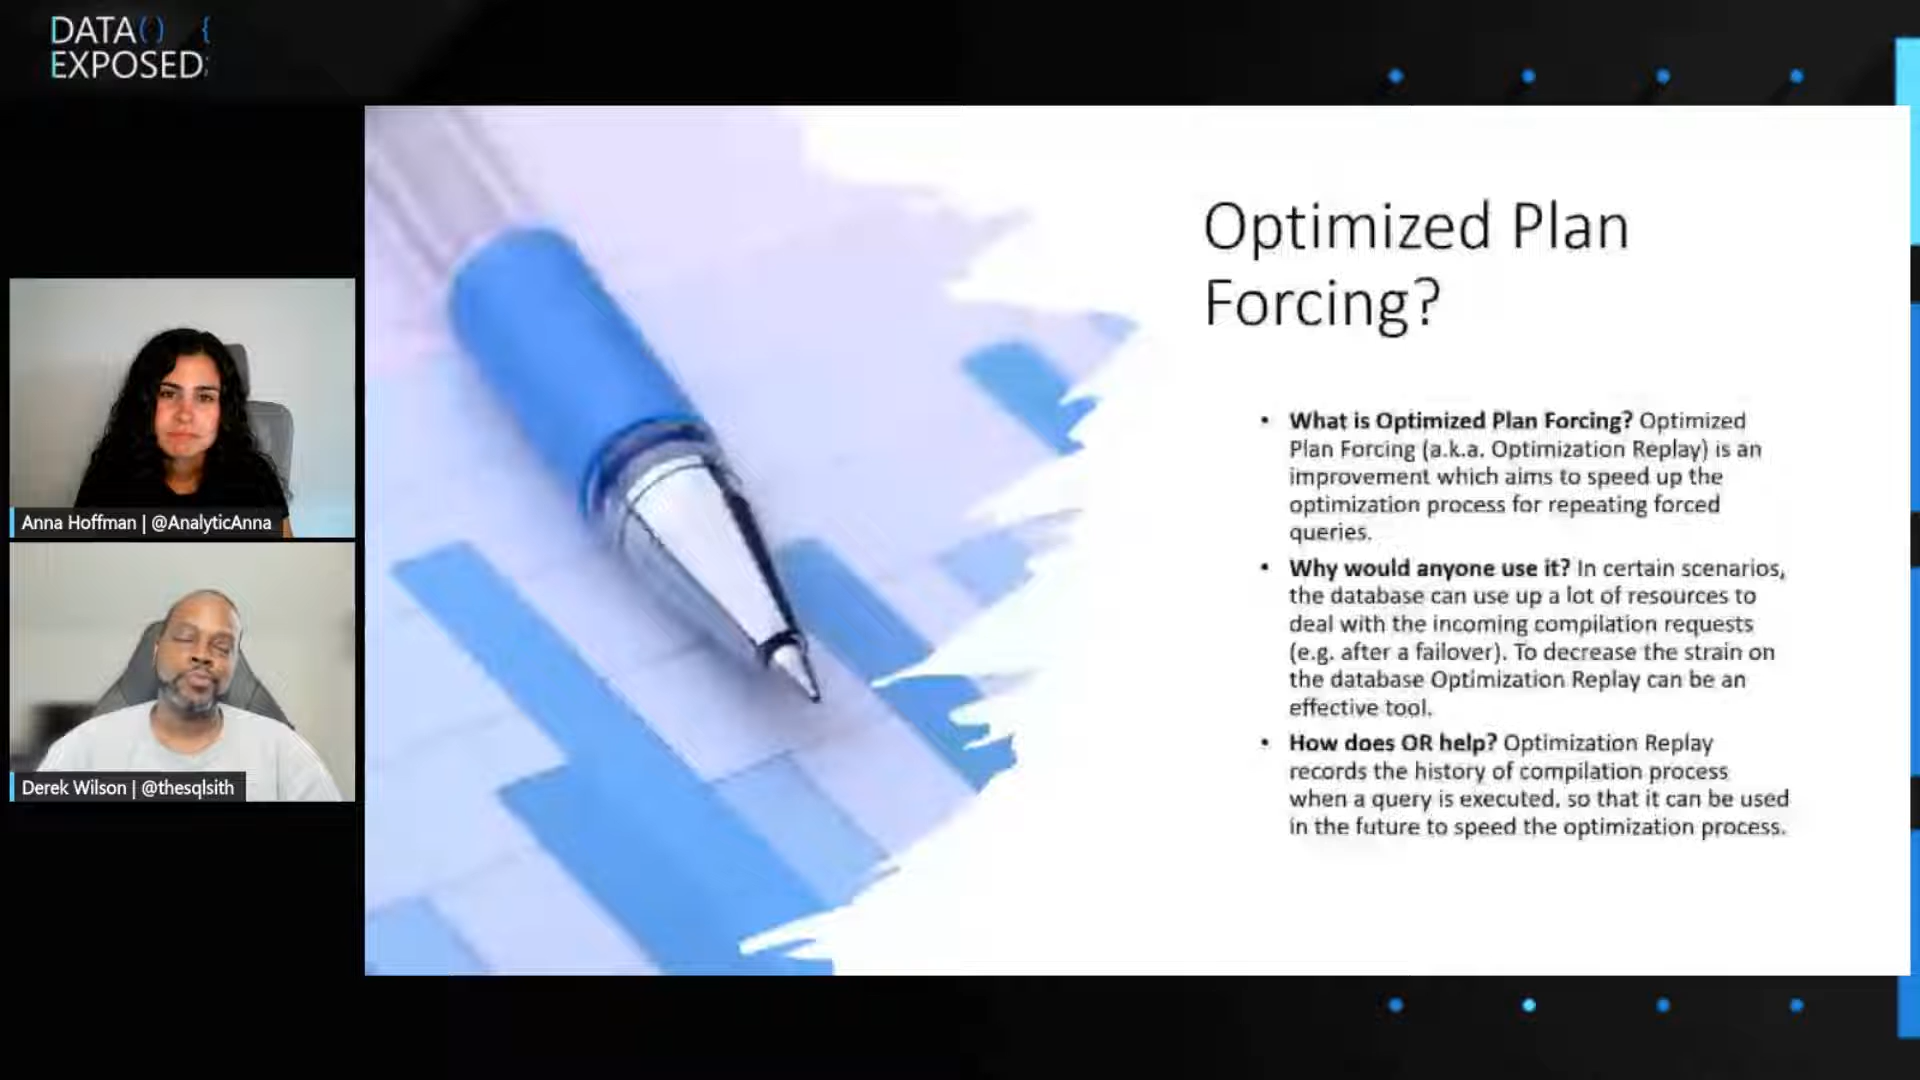 DATA() {
EXPOSED;
Anna Hoffman | @AnalyticAnna
Derek Wilson | @thesqlsith
Optimized Plan
Forcing?
• What is Optimized Plan Forcing? Optimized
Plan Forcing (a.k.a. Optimization Replay) is an
improvement which aims to speed up the
optimization process for repeating forced
queries.
• Why would anyone use it? In certain scenarios,
the database can use up a lot of resources to
deal with the incoming compilation requests
(e.g. after a failover). To decrease the strain on
the database Optimization Replay can be an
effective tool.
• How does OR help? Optimization Replay
records the history of compilation process
when a query is executed, so that it can be used
in the future to speed the optimization process.